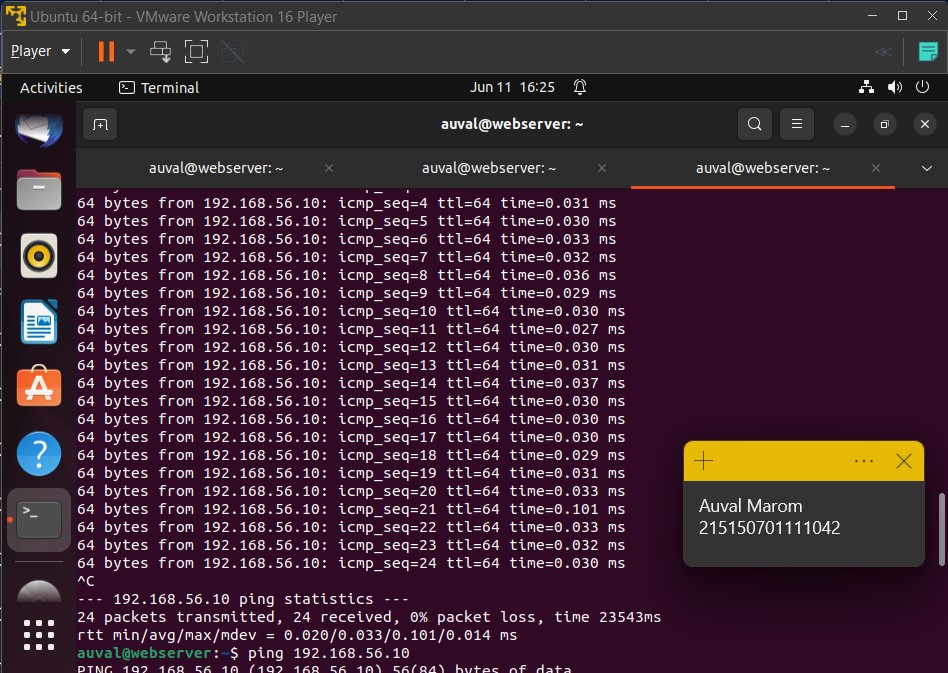 Ubuntu 64-bit - VMware Workstation 16 Player
Player
Activities
Terminal
Jun 11 16:25
auval@webserver: ~
auval@webserver: ~
auval@webserver: ~
auval@webserver: ~
64 bytes from 192.168.56.10: icmp_seq=4 ttl=64 time=0.031 ms
64 bytes from 192.168.56.10: icmp_seq=5 ttl=64 time=0.030 ms
64 bytes from 192.168.56.10: icmp_seq=6 ttl=64 time=0.033 ms
64 bytes from 192.168.56.10: icmp_seq=7 ttl=64 time=0.032 ms
64 bytes from 192.168.56.10: icmp_seq=8 ttl=64 time=0.036 ms
64 bytes from 192.168.56.10: icmp_seq=9 ttl=64 time=0.029 ms
64 bytes from 192.168.56.10: icmp_seq=10 ttl=64 time=0.030 ms
64 bytes from 192.168.56.10: icmp_seq=11 ttl=64 time=0.027 ms
64 bytes from 192.168.56.10: icmp_seq=12 ttl=64 time=0.030 ms
64 bytes from 192.168.56.10: icmp_seq=13 ttl=64 time=0.031 ms
64 bytes from 192.168.56.10: icmp_seq=14 ttl=64 time=0.037 ms
64 bytes from 192.168.56.10: icmp_seq=15 ttl=64 time=0.030 ms
64 bytes from 192.168.56.10: icmp_seq=16 ttl=64 time=0.030 ms
64 bytes from 192.168.56.10: icmp_seq=17 ttl=64 time=0.030 ms
64 bytes from 192.168.56.10: icmp_seq=18 ttl=64 time=0.029 ms
64 bytes from 192.168.56.10: icmp_seq=19 ttl=64 time=0.031 ms
64 bytes from 192.168.56.10: icmp_seq=20 ttl=64 time=0.033 ms
64 bytes from 192.168.56.10: icmp_seq=21 ttl=64 time=0.101 ms
64 bytes from 192.168.56.10: icmp_seq=22 ttl=64 time=0.033 ms
64 bytes from 192.168.56.10: icmp_seq=23 ttl=64 time=0.032 ms
64 bytes from 192.168.56.10: icmp_seq=24 ttl=64 time=0.030 ms
^C
--- 192.168.56.10 ping statistics ---
24 packets transmitted, 24 received, 0% packet loss, time 23543ms
rtt min/avg/max/mdev = 0.020/0.033/0.101/0.014 ms
auval@webserver:~$ ping 192.168.56.10
PING 192.168.56.10 (192.168.56.10) 56(84) bytes of data.
Auval Marom
215150701111042